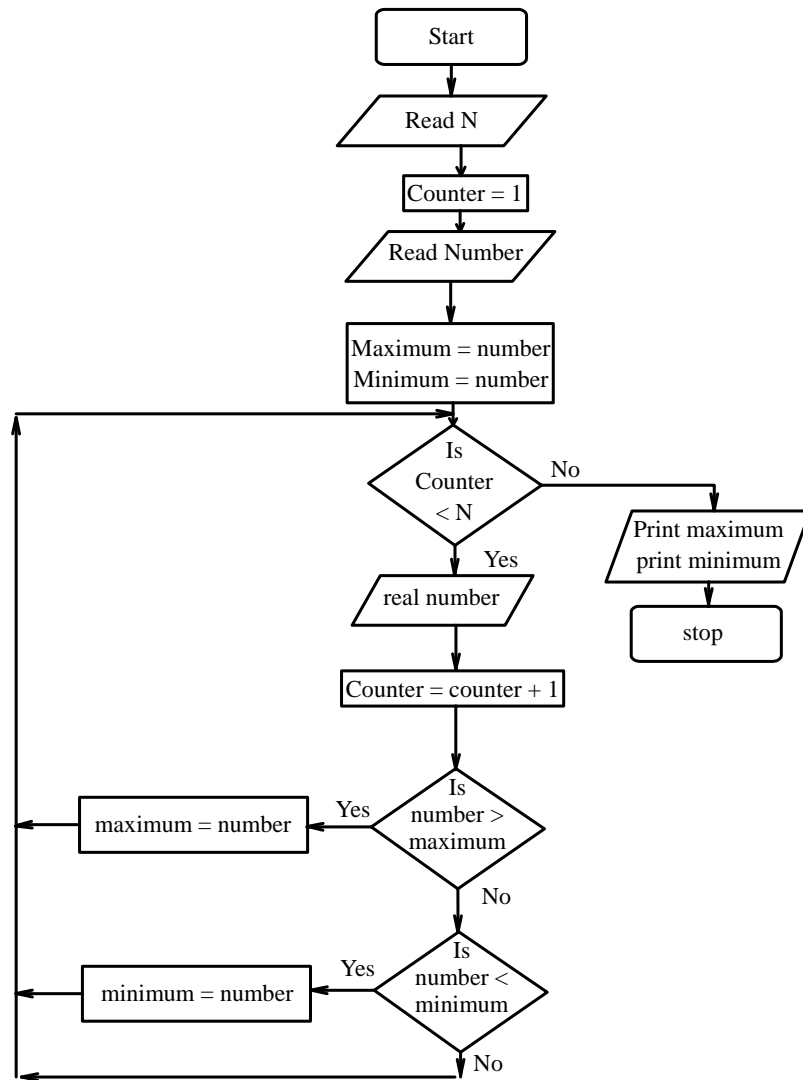 Start
Read N
Counter = 1
Read Number
Maximum = number
Minimum = number
Is
Counter
< N
No
Print maximum
print minimum
stop
Yes
real number
Counter = counter + 1
Is
number >
maximum
Yes
maximum = number
No
Is
number <
minimum
Yes
minimum = number
No